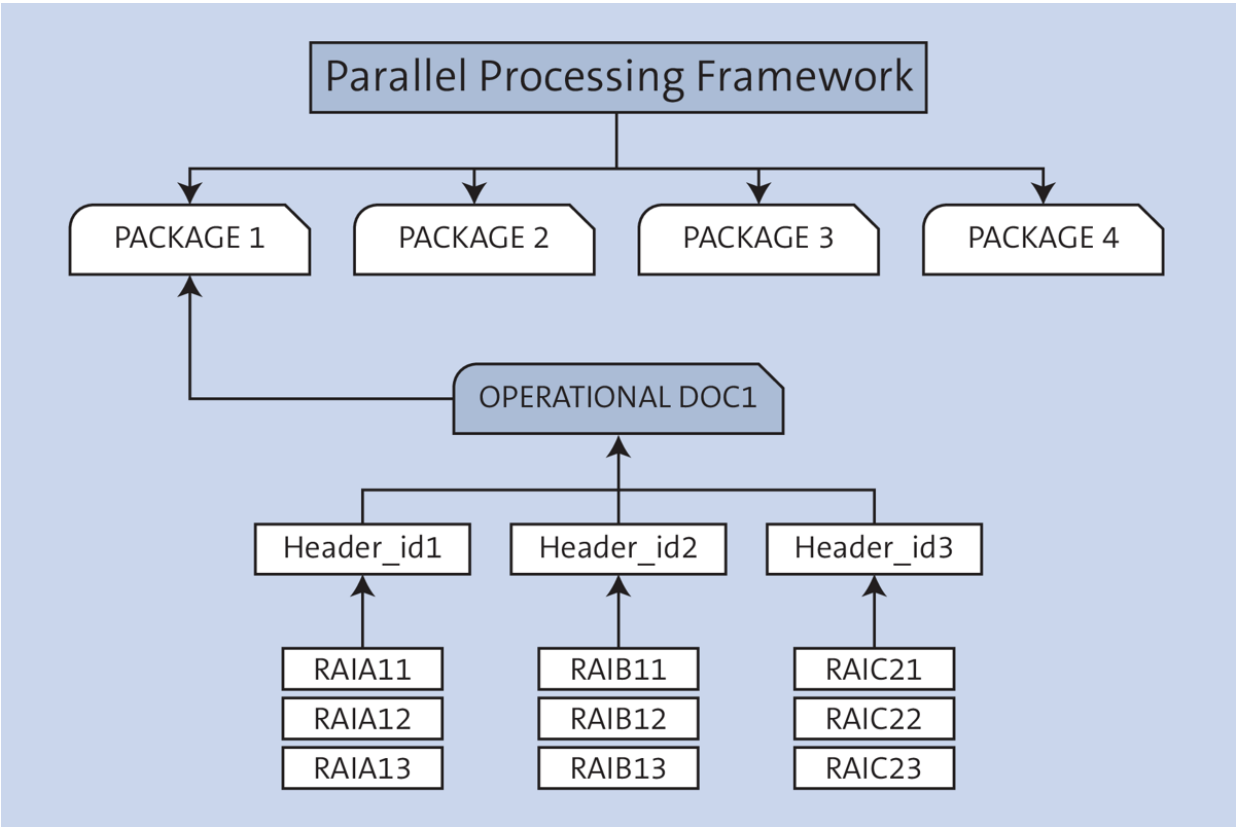 Parallel Processing Framework
PACKAGE 1
PACKAGE 2
PACKAGE 3
PACKAGE 4
OPERATIONAL DOC1
Header_id1
Header_id2
Header_id3
RAIA11
RAIB11
RAIC21
RAIA12
RAIB12
RAIC22
RAIA13
RAIB13
RAIC23